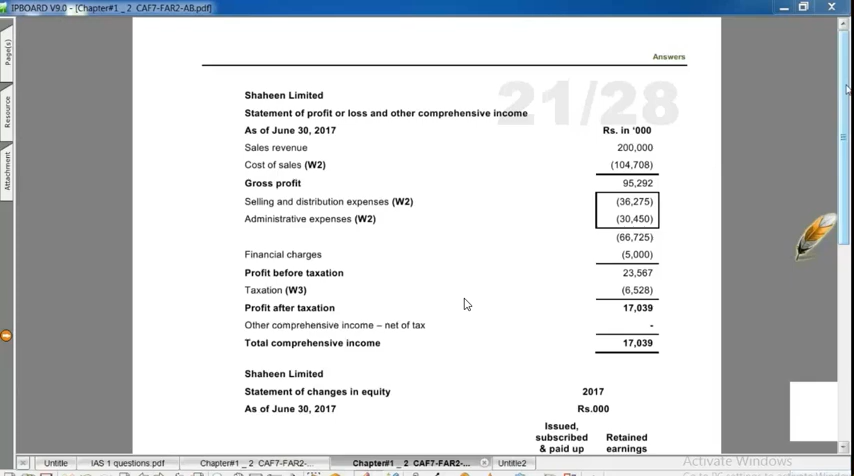 IPBOARD V9.0 - [Chapter#1 _ 2 CAF7-FAR2-AB.pdf]
Page(s)
Resource
Attachment
Answers
21/28
Shaheen Limited
Statement of profit or loss and other comprehensive income
As of June 30, 2017 Rs. in ‘000
Sales revenue 200,000
Cost of sales (W2) (104,708)
Gross profit 95,292
Selling and distribution expenses (W2) (36,275)
Administrative expenses (W2) (30,450)
(66,725)
Financial charges (5,000)
Profit before taxation 23,567
Taxation (W3) (6,528)
Profit after taxation 17,039
Other comprehensive income – net of tax -
Total comprehensive income 17,039
Shaheen Limited
Statement of changes in equity 2017
As of June 30, 2017 Rs.000
Issued,
subscribed Retained
& paid up earnings
Activate Windows
Untitle IAS 1 questions.pdf Chapter#1 _ 2 CAF7-FAR2-... Chapter#1 _ 2 CAF7-FAR2-... Untitle2